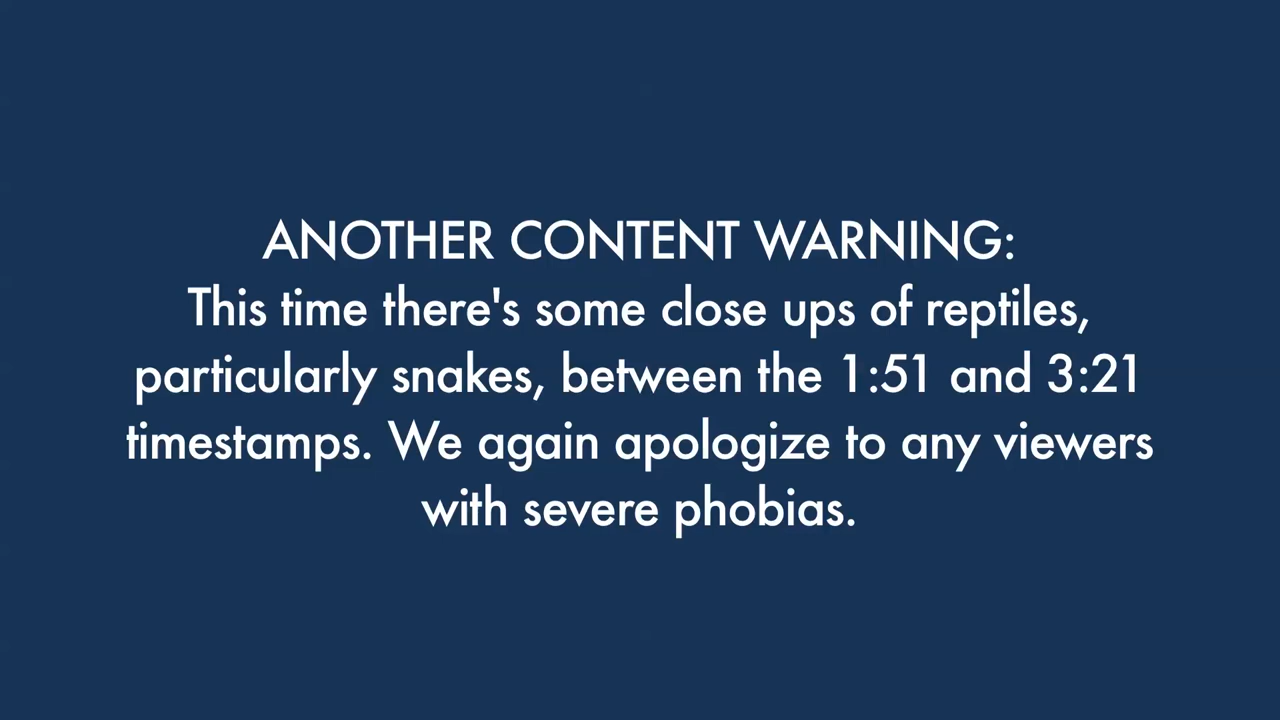 ANOTHER CONTENT WARNING:
This time there's some close ups of reptiles,
particularly snakes, between the 1:51 and 3:21
timestamps. We again apologize to any viewers
with severe phobias.